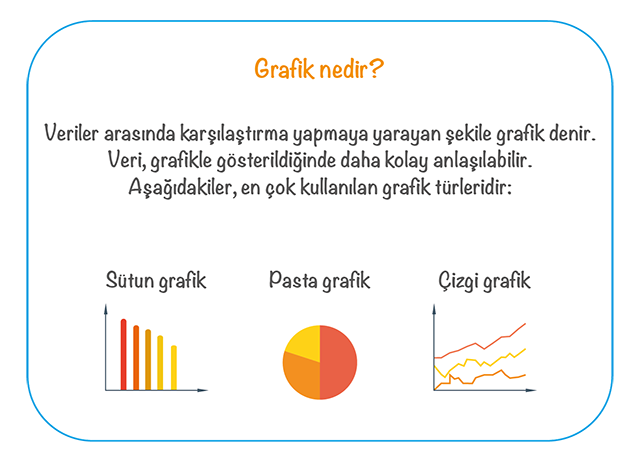 Grafik nedir?
Veriler arasında karşılaştırma yapmaya yarayan şekile grafik denir.
Veri, grafikle gösterildiğinde daha kolay anlaşılabilir.
Aşağıdakiler, en çok kullanılan grafik türleridir:
Sütun grafik
Pasta grafik
Çizgi grafik